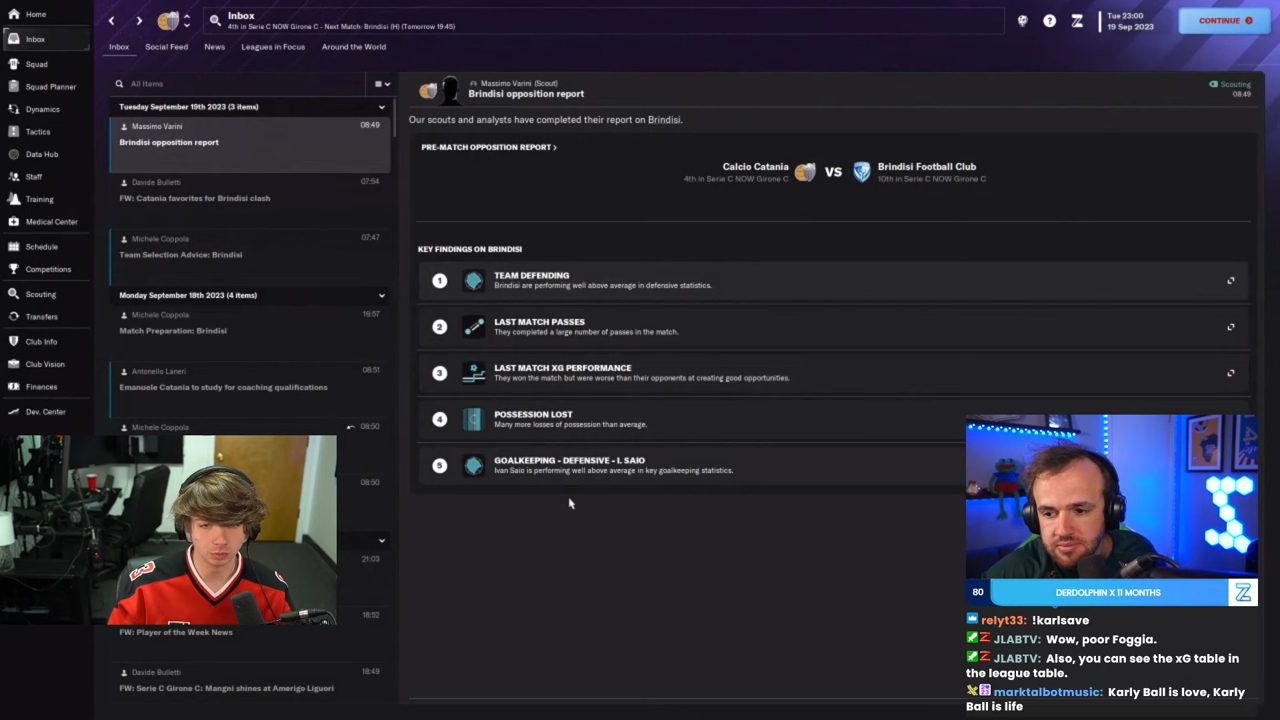 Home
Inbox
Squad
Squad Planner
Dynamics
Tactics
Data Hub
Staff
Training
Medical Center
Schedule
Competitions
Scouting
Transfers
Club Info
Club Vision
Finances
Dev. Center
Inbox
4th in Serie C NOW Girone C - Next Match: Brindisi (H) (Tomorrow 19:45)
Tue 23:00
19 Sep 2023
CONTINUE
Inbox Social Feed News Leagues in Focus Around the World
All Items
Tuesday September 19th 2023 (3 items)
Massimo Varini 08:49
Brindisi opposition report
Davide Bulletti 07:54
FW: Catania favorites for Brindisi clash
Michele Coppola 07:47
Team Selection Advice: Brindisi
Monday September 18th 2023 (4 items)
Michele Coppola 16:57
Match Preparation: Brindisi
Antonello Laneri 08:51
Emanuele Catania to study for coaching qualifications
Michele Coppola 08:50
08:50
21:03
18:52
FW: Player of the Week News
Davide Bulletti 18:49
FW: Serie C Girone C: Mangni shines at Amerigo Liguori
Massimo Varini (Scout)
Brindisi opposition report
Scouting
08:49
Our scouts and analysts have completed their report on Brindisi.
PRE-MATCH OPPOSITION REPORT >
Calcio Catania
4th in Serie C NOW Girone C
VS
Brindisi Football Club
10th in Serie C NOW Girone C
KEY FINDINGS ON BRINDISI
1 TEAM DEFENDING
Brindisi are performing well above average in defensive statistics.
2 LAST MATCH PASSES
They completed a large number of passes in the match.
3 LAST MATCH XG PERFORMANCE
They won the match but were worse than their opponents at creating good opportunities.
4 POSSESSION LOST
Many more losses of possession than average.
5 GOALKEEPING - DEFENSIVE - I. SAIO
Ivan Saio is performing well above average in key goalkeeping statistics.
80 DERDOLPHIN X 11 MONTHS
relyt33: !karlsave
JLABTV: Wow, poor Foggia.
JLABTV: Also, you can see the xG table in
the league table.
marktalbotmusic: Karly Ball is love, Karly
Ball is life